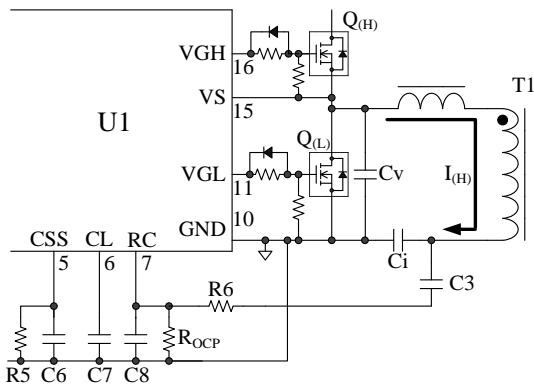 Q(H)
VGH
16
T1
VS
15
U1
Q(L)
VGL
11
Cv
I(H)
10
GND
CSS
CL
RC
5
6
7
Ci
C3
R6
ROCP
R5
C6
C7
C8